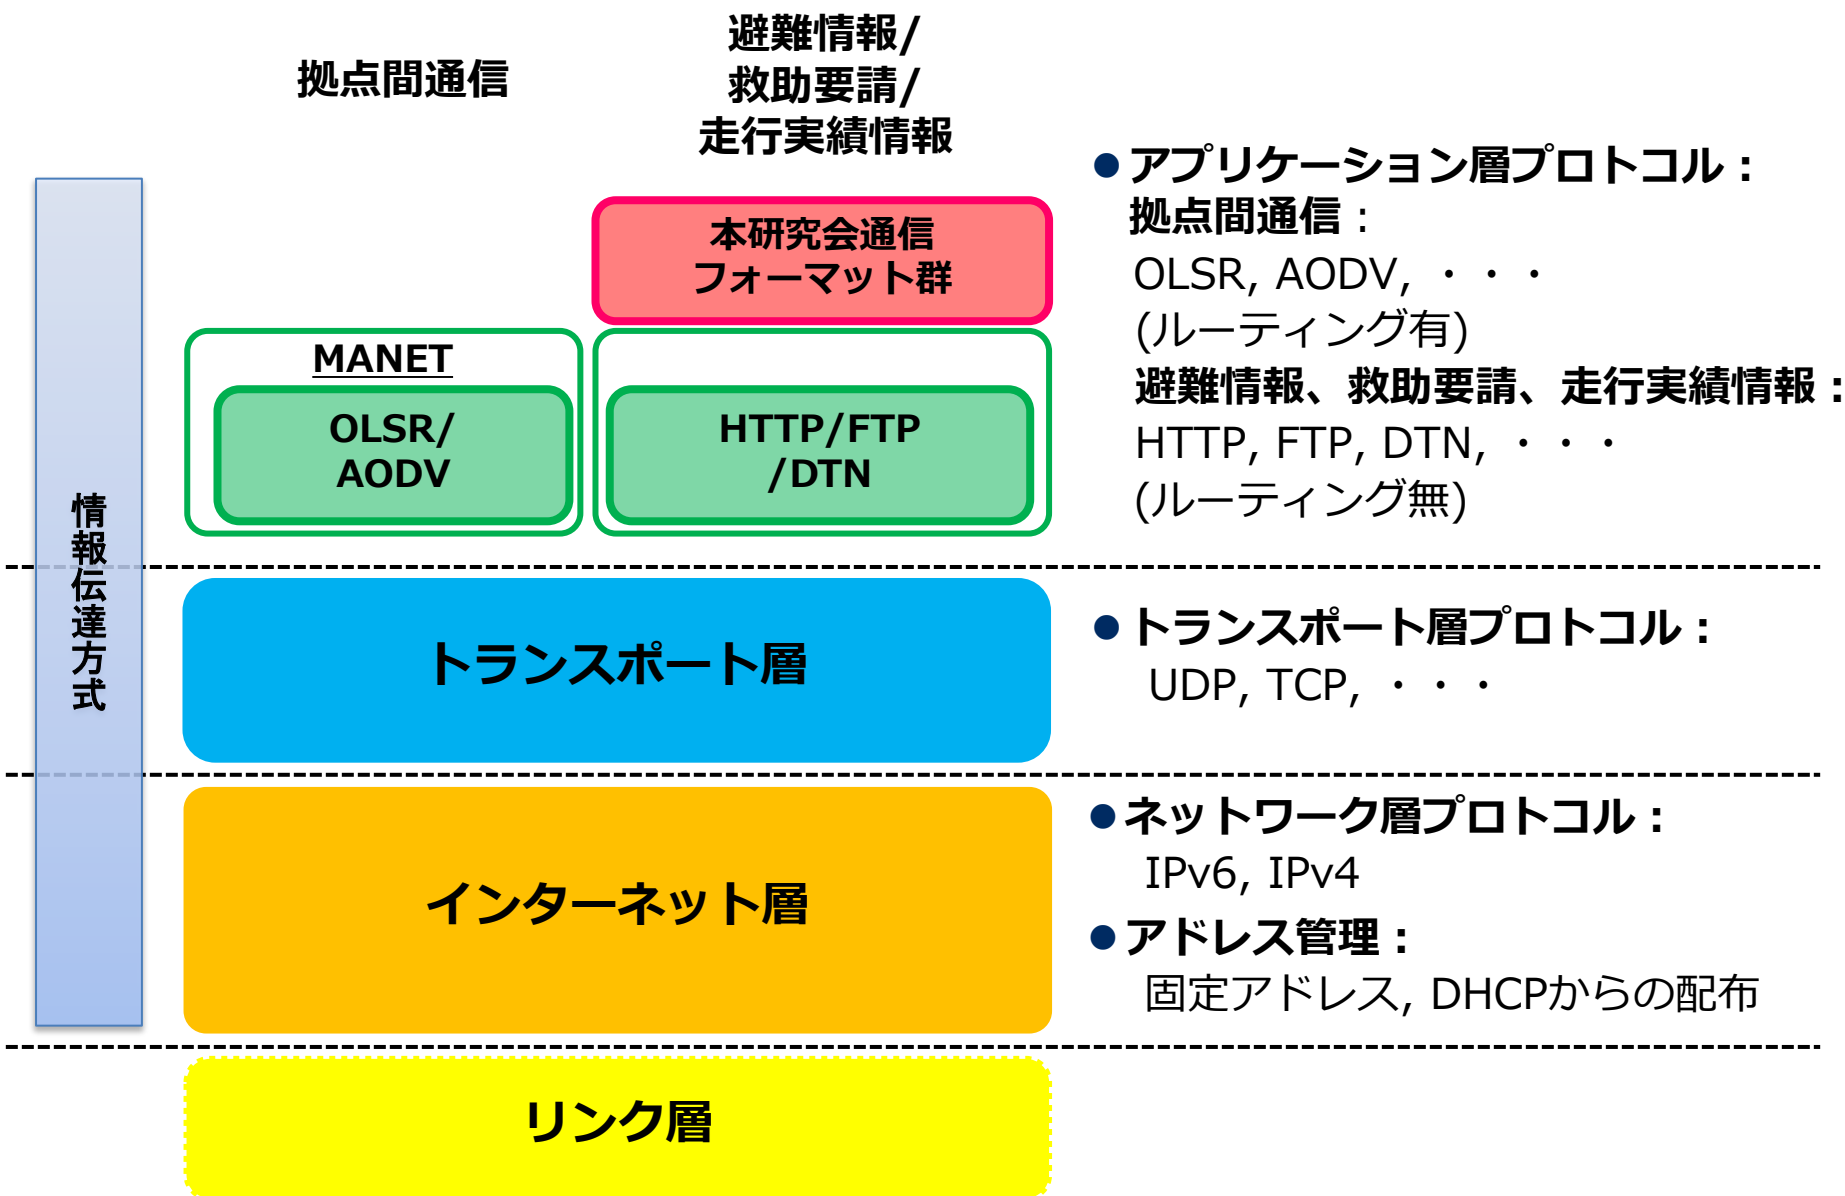 拠点間通信
避難情報/
救助要請/
走行実績情報
本研究会通信
フォーマット群
MANET
OLSR/
AODV
HTTP/FTP
/DTN
情報伝達方式
トランスポート層
インターネット層
リンク層
●アプリケーション層プロトコル：
拠点間通信：
OLSR, AODV, ・・・
(ルーティング有)
避難情報、救助要請、走行実績情報：
HTTP, FTP, DTN, ・・・
(ルーティング無)
●トランスポート層プロトコル：
UDP, TCP, ・・・
●ネットワーク層プロトコル：
IPv6, IPv4
●アドレス管理：
固定アドレス, DHCPからの配布